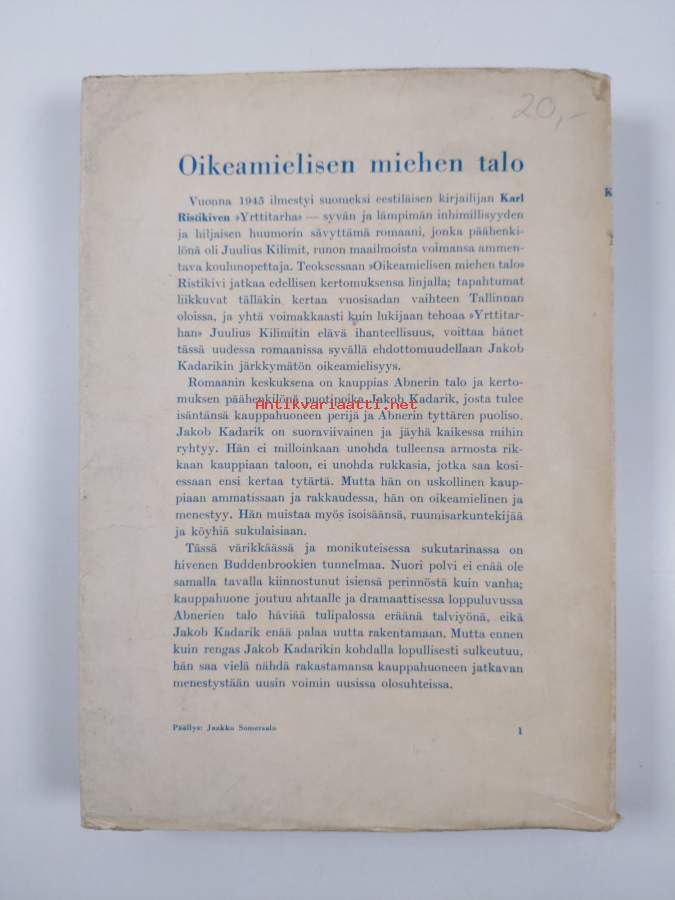 20,-
Oikeamielisen miehen talo
Vuonna 1945 ilmestyi suomeksi eestiläisen kirjailijan Karl
Ristikiven »Yrttitarha» — syvän ja lämpimän inhimillisyyden
ja hiljaisen huumorin sävyttämä romaani, jonka päähenki-
lönä oli Juulius Kilimit, runon maailmoista voimansa ammen-
tava koulunopettaja. Teoksessaan »Oikeamielisen miehen talo»
Ristikivi jatkaa edellisen kertomuksensa linjalla; tapahtumat
liikkuvat tälläkin kertaa vuosisadan vaihteen Tallinnan
oloissa, ja yhtä voimakkaasti kuin lukijaan tehoaa »Yrttitar-
han» Juulius Kilimitin elävä ihanteellisuus, voittaa hänet
tässä uudessa romaanissa syvällä ehdottomuudellaan Jakob
Kadarikin järkkymätön oikeamielisyys.
Romaanin keskuksena on kauppias Abnerin talo ja kerto-
muksen päähenkilönä puotipoika Jakob Kadarik, josta tulee
Antikvariaatti.net
isäntänsä kauppahuoneen perijä ja Abnerin tyttären puoliso.
Jakob Kadarik on suoraviivainen ja jäyhä kaikessa mihin
ryhtyy. Hän ei milloinkaan unohda tulleensa armosta rik-
kaan kauppiaan taloon, ei unohda rukkasia, jotka saa kosi-
essaan ensi kertaa tytärtä. Mutta hän on uskollinen kaup-
piaan ammatissaan ja rakkaudessa, hän on oikeamielinen ja
menestyy. Hän muistaa myös isoisäänsä, ruumisarkuntekijää
ja köyhiä sukulaisiaan.
Tässä värikkäässä ja monikuteisessa sukutarinassa on
hivenen Buddenbrookien tunnelmaa. Nuori polvi ei enää ole
samalla tavalla kiinnostunut isiensä perinnöstä kuin vanha;
kauppahuone joutuu ahtaalle ja dramaattisessa loppuluvussa
Abnerien talo häviää tulipalossa eräänä talviyönä, eikä
Jakob Kadarik enää palaa uutta rakentamaan. Mutta ennen
kuin rengas Jakob Kadarikin kohdalla lopullisesti sulkeutuu,
hän saa vielä nähdä rakastamansa kauppahuoneen jatkavan
menestystään uusin voimin uusissa olosuhteissa.
Päällys: Jaakko Somersalo
1
K